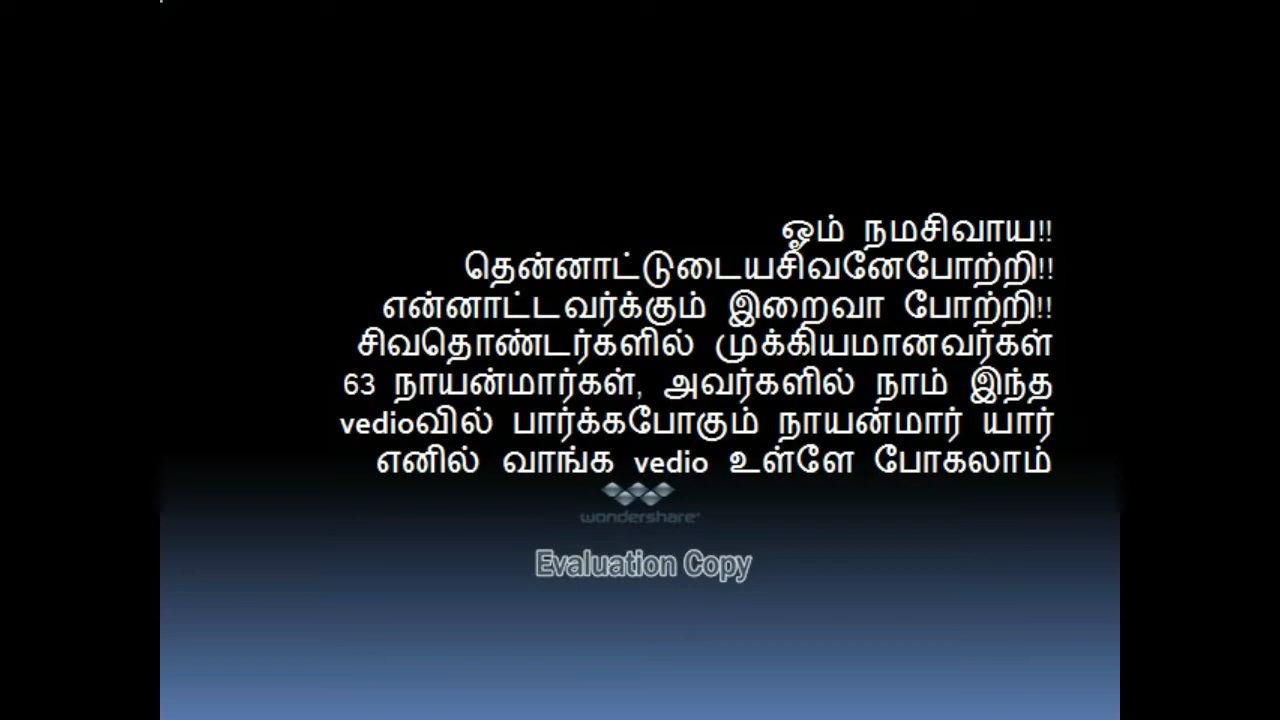 ஓம் நமசிவாய!!
தென்னாட்டுடையசிவனேபோற்றி!!
என்னாட்டவர்க்கும் இறைவா போற்றி!!
சிவதொண்டர்களில் முக்கியமானவர்கள்
63 நாயன்மார்கள், அவர்களில் நாம் இந்த
vedioவில் பார்க்கபோகும் நாயன்மார் யார்
எனில் வாங்க vedio உள்ளே போகலாம்
wondershare
Evaluation Copy